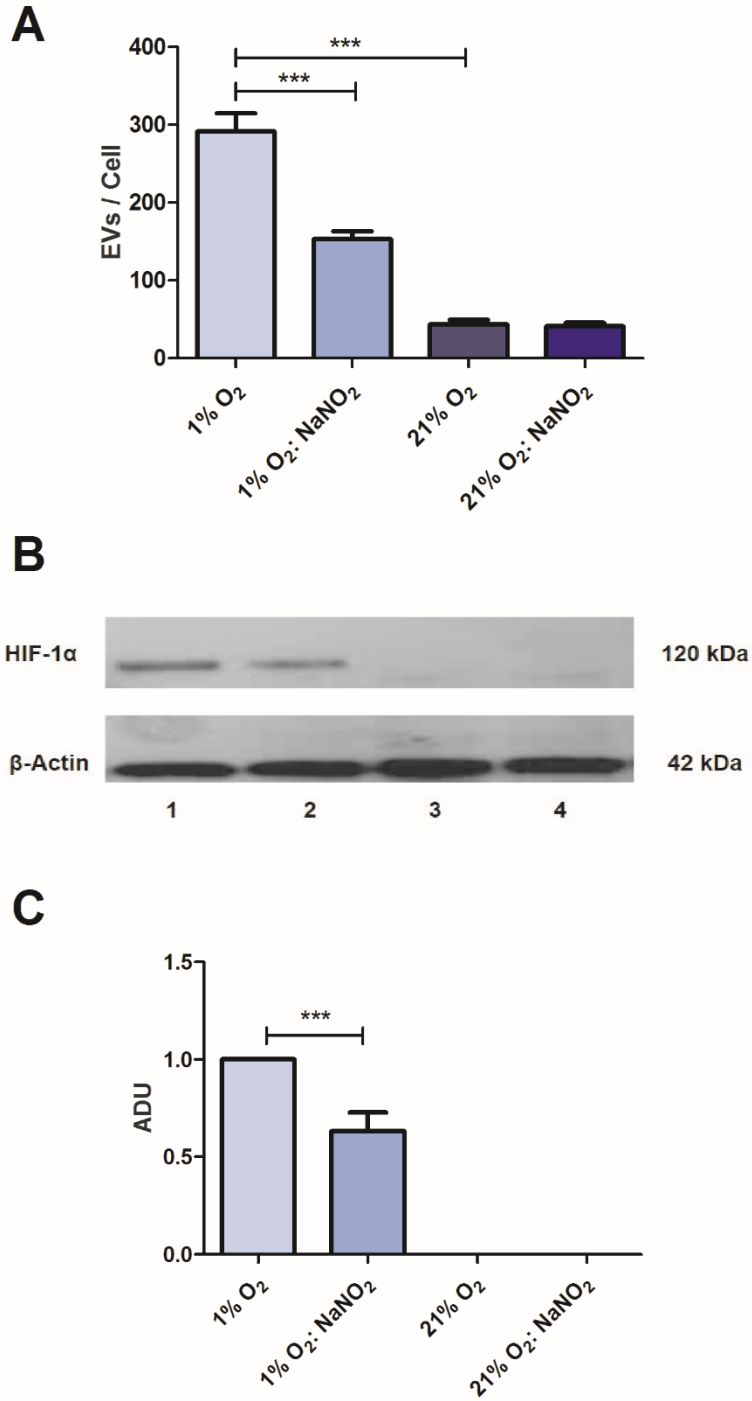 A
400
***
***
300
200
100
0
EVs / Cell
1% O₂
1% O₂: NaNO₂
21% O₂
21% O₂: NaNO₂
B
HIF-1α
120 kDa
β-Actin
42 kDa
1 2 3 4
C
1.5
***
1.0
0.5
0.0
ADU
1% O₂
1% O₂: NaNO₂
21% O₂
21% O₂: NaNO₂